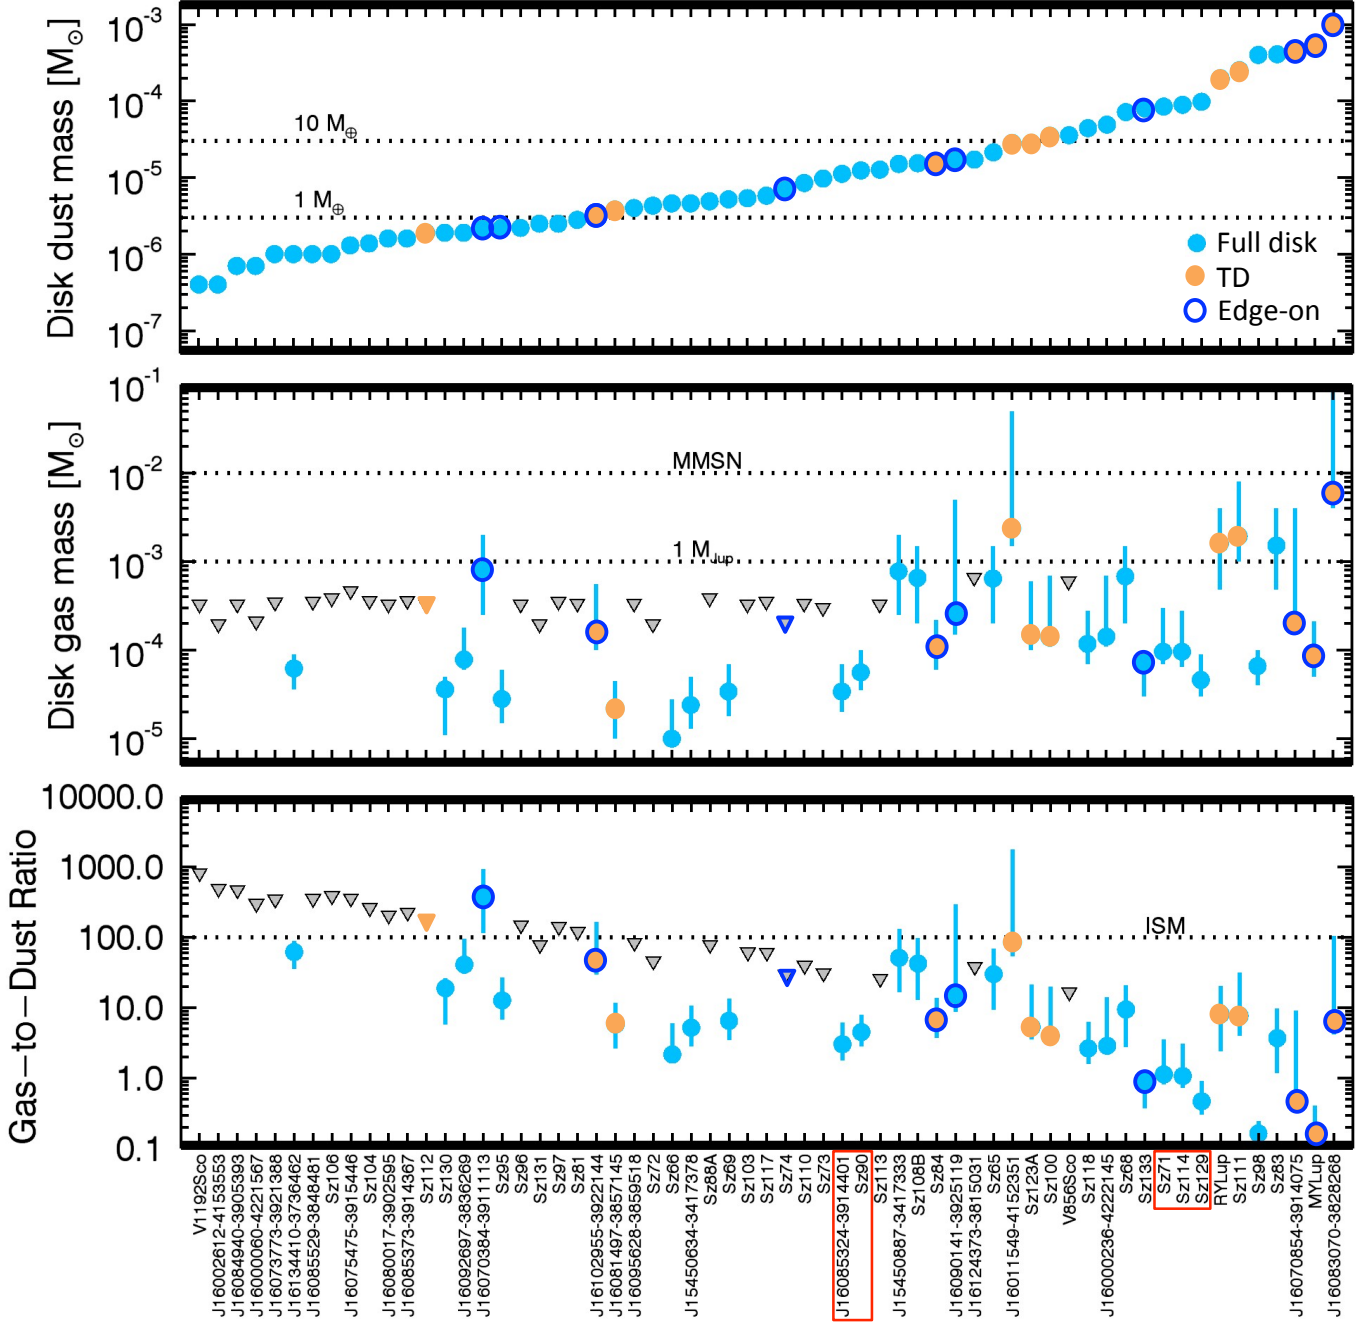 Disk dust mass [M⊙]
10⁻³
10⁻⁴
10⁻⁵
10⁻⁶
10⁻⁷
10 M⊕
1 M⊕
Full disk
TD
Edge-on
Disk gas mass [M⊙]
10⁻¹
10⁻²
10⁻³
10⁻⁴
10⁻⁵
MMSN
1 MJup
Gas−to−Dust Ratio
10000.0
1000.0
100.0
10.0
1.0
0.1
ISM
V1192Sco
J16002612-4153553
J16084940-3905393
J16000060-4221567
J16073773-3921388
J16134410-3736462
J16085529-3848481
Sz106
J16075475-3915446
Sz104
J16080017-3902595
J16085373-3914367
Sz112
Sz130
J16092697-3836269
J16070384-3911113
Sz95
Sz96
Sz131
Sz97
Sz81
J16102955-3922144
J16081497-3857145
J16095628-3859518
Sz72
Sz66
J15450634-3417378
Sz88A
Sz69
Sz103
Sz117
Sz74
Sz110
Sz73
J16085324-3914401
Sz90
Sz113
J15450887-3417333
Sz108B
Sz84
J16090141-3925119
J16124373-3815031
Sz65
J16011549-4152351
Sz123A
Sz100
V856Sco
Sz118
J16000236-4222145
Sz68
Sz133
Sz71
Sz114
Sz129
RYLup
Sz111
Sz98
Sz83
J16070854-3914075
MYLup
J16083070-3828268